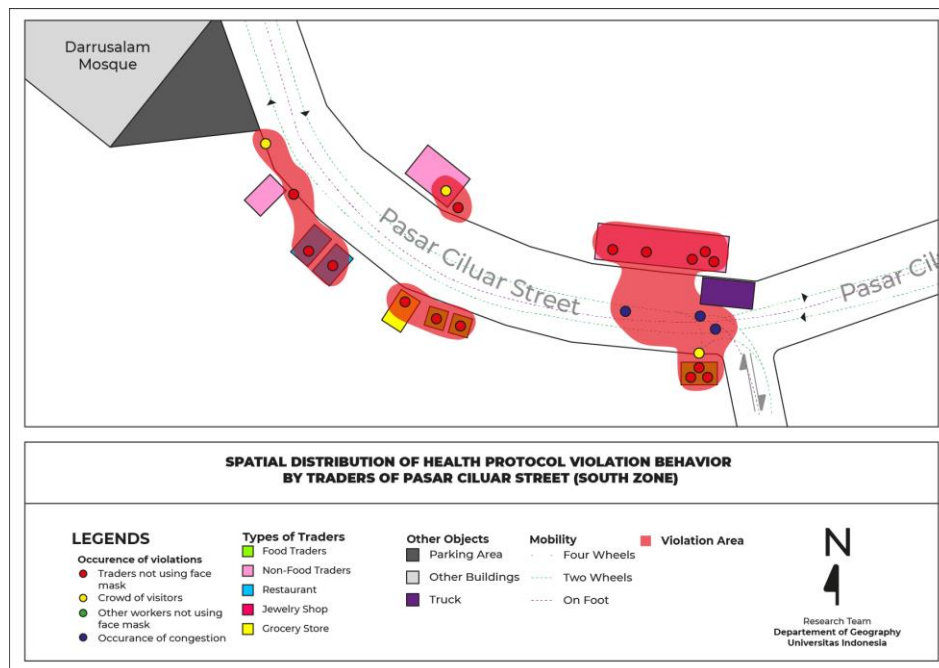 Darrusalam
Mosque
Pasar Ciluar Street
Pasar Cil
SPATIAL DISTRIBUTION OF HEALTH PROTOCOL VIOLATION BEHAVIOR
BY TRADERS OF PASAR CILUAR STREET (SOUTH ZONE)
LEGENDS
Occurence of violations
Traders not using face
mask
Crowd of visitors
Other workers not using
face mask
Occurance of congestion
Types of Traders
Food Traders
Non-Food Traders
Restaurant
Jewelry Shop
Grocery Store
Other Objects
Parking Area
Other Buildings
Truck
Mobility
Four Wheels
Two Wheels
On Foot
Violation Area
N
Research Team
Departement of Geography
Universitas Indonesia